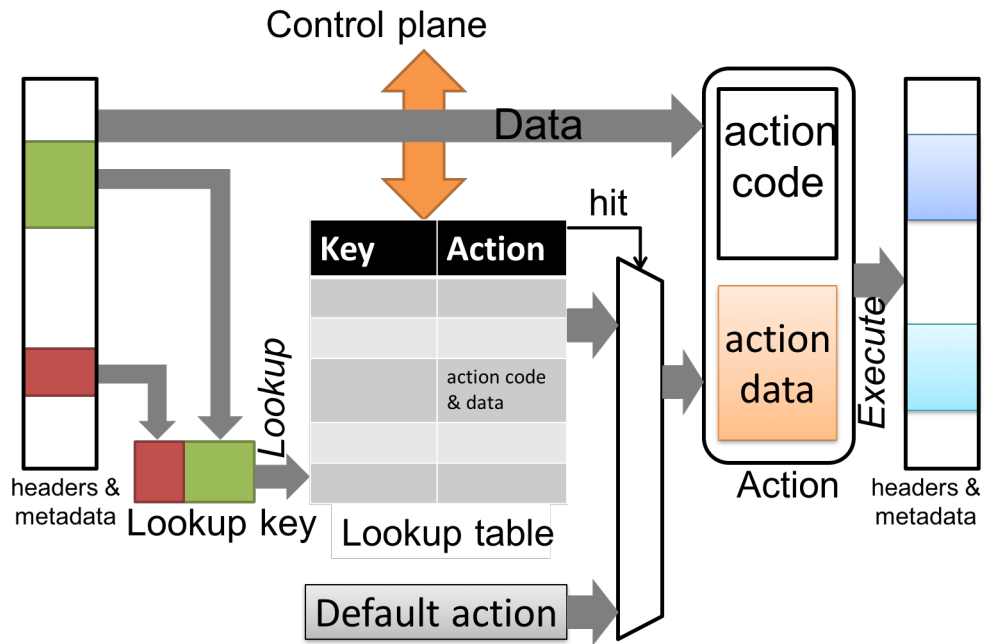 Control plane
Data
action
code
hit
Key Action
Lookup
action code
& data
action
data
Execute
headers &
metadata
Lookup key
Lookup table
Action
headers &
metadata
Default action